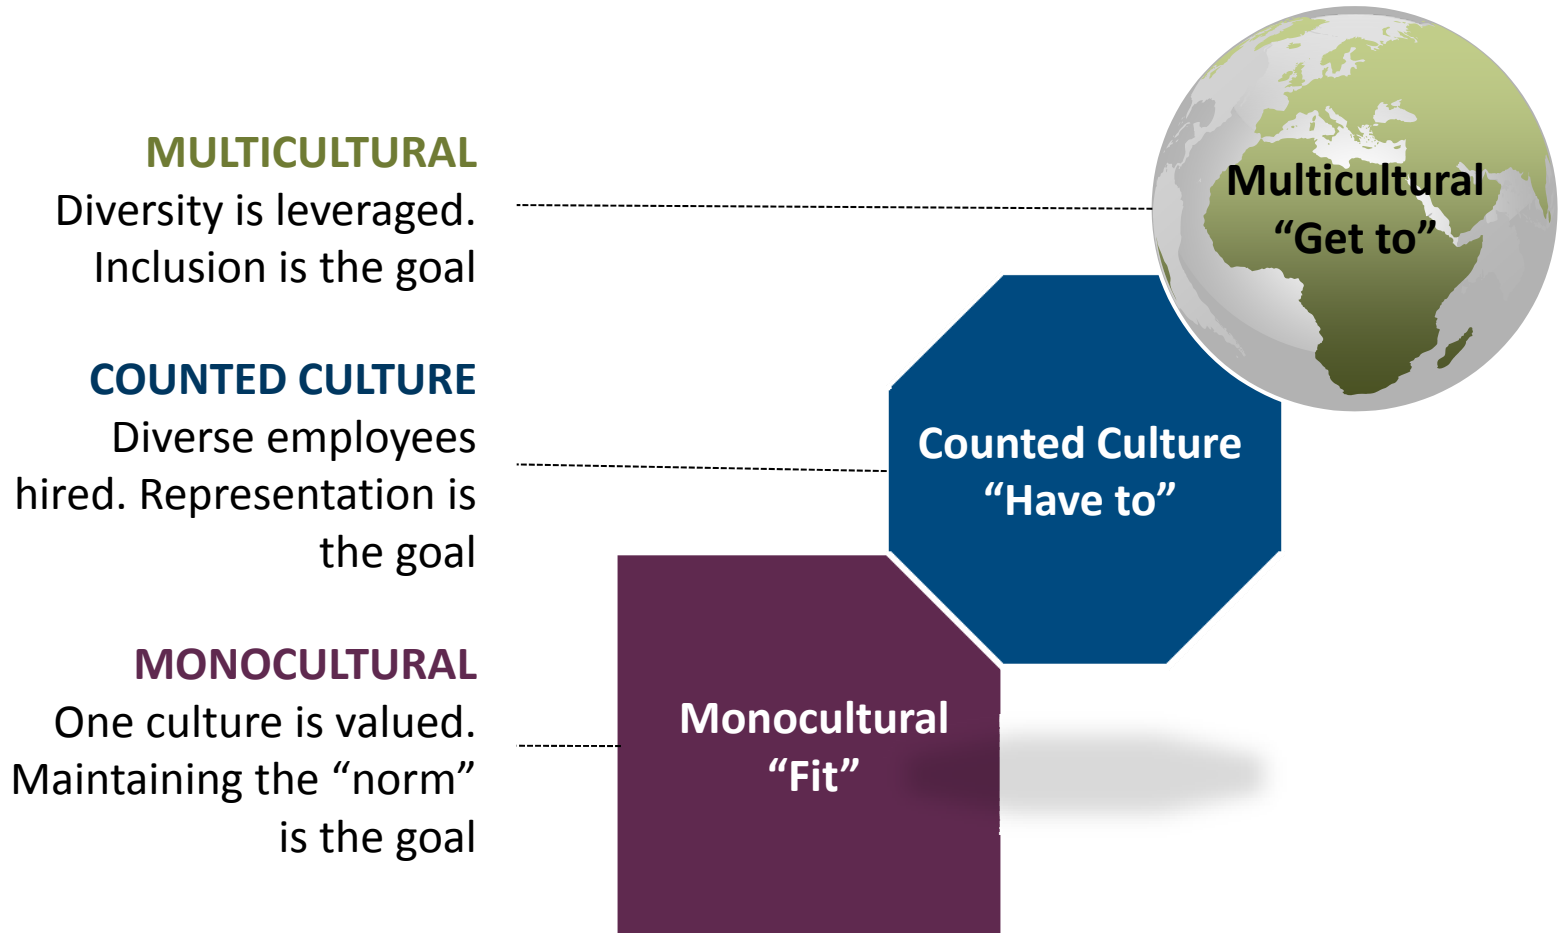 MULTICULTURAL
Diversity is leveraged.
Inclusion is the goal
COUNTED CULTURE
Diverse employees
hired. Representation is
the goal
MONOCULTURAL
One culture is valued.
Maintaining the “norm”
is the goal
Multicultural
“Get to”
Counted Culture
“Have to”
Monocultural
“Fit”